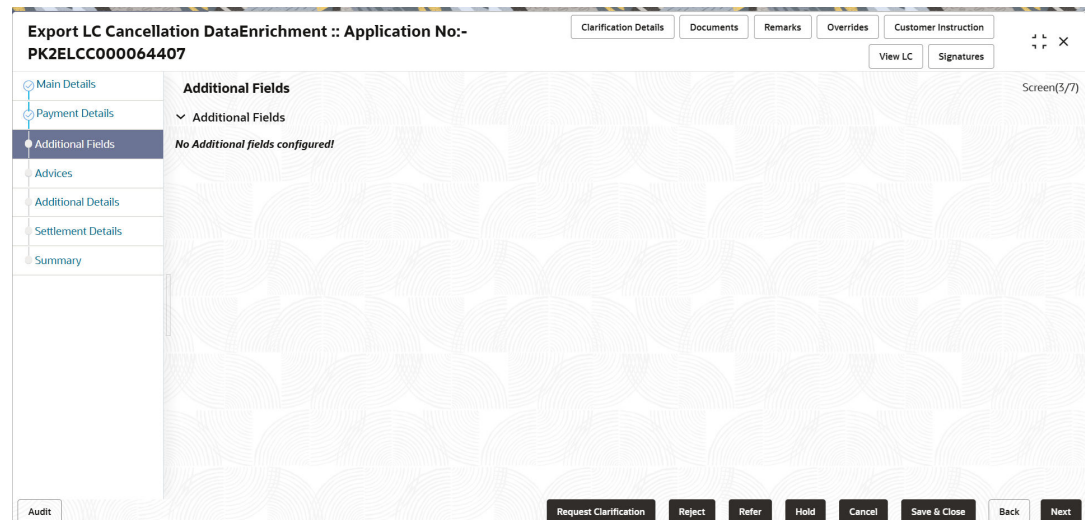 Export LC Cancellation DataEnrichment :: Application No:-
PK2ELCC000064407
Clarification Details
Documents
Remarks
Overrides
Customer Instruction
View LC
Signatures
Main Details
Payment Details
Additional Fields
Advices
Additional Details
Settlement Details
Summary
Additional Fields
Screen(3/7)
Additional Fields
No Additional fields configured!
Audit
Request Clarification
Reject
Refer
Hold
Cancel
Save & Close
Back
Next